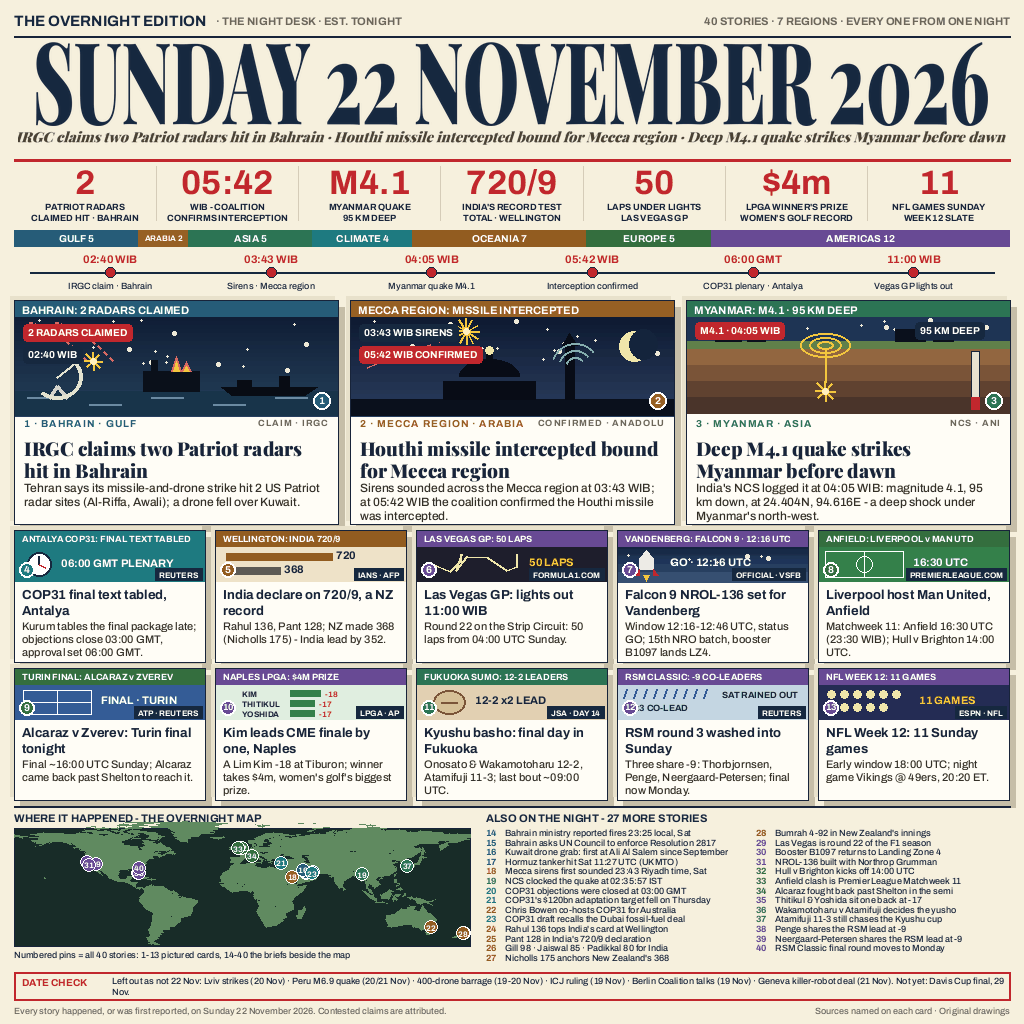 THE OVERNIGHT EDITION · THE NIGHT DESK · EST. TONIGHT
40 STORIES · 7 REGIONS · EVERY ONE FROM ONE NIGHT
SUNDAY 22 NOVEMBER 2026
IRGC claims two Patriot radars hit in Bahrain · Houthi missile intercepted bound for Mecca region · Deep M4.1 quake strikes Myanmar before dawn
2
PATRIOT RADARS
CLAIMED HIT · BAHRAIN
05:42
WIB · COALITION
CONFIRMS INTERCEPTION
M4.1
MYANMAR QUAKE
95 KM DEEP
720/9
INDIA'S RECORD TEST
TOTAL · WELLINGTON
50
LAPS UNDER LIGHTS
LAS VEGAS GP
$4m
LPGA WINNER'S PRIZE
WOMEN'S GOLF RECORD
11
NFL GAMES SUNDAY
WEEK 12 SLATE
GULF 5
ARABIA 2
ASIA 5
CLIMATE 4
OCEANIA 7
EUROPE 5
AMERICAS 12
02:40 WIB
IRGC claim · Bahrain
03:43 WIB
Sirens · Mecca region
04:05 WIB
Myanmar quake M4.1
05:42 WIB
Interception confirmed
06:00 GMT
COP31 plenary · Antalya
11:00 WIB
Vegas GP lights out
BAHRAIN: 2 RADARS CLAIMED
2 RADARS CLAIMED
02:40 WIB
1
1 · BAHRAIN · GULF
CLAIM · IRGC
IRGC claims two Patriot radars
hit in Bahrain
Tehran says its missile-and-drone strike hit 2 US Patriot
radar sites (Al-Riffa, Awali); a drone fell over Kuwait.
MECCA REGION: MISSILE INTERCEPTED
03:43 WIB SIRENS
05:42 WIB CONFIRMED
2
2 · MECCA REGION · ARABIA
CONFIRMED · ANADOLU
Houthi missile intercepted bound
for Mecca region
Sirens sounded across the Mecca region at 03:43 WIB;
at 05:42 WIB the coalition confirmed the Houthi missile
was intercepted.
MYANMAR: M4.1 · 95 KM DEEP
M4.1 · 04:05 WIB
95 KM DEEP
3
3 · MYANMAR · ASIA
NCS · ANI
Deep M4.1 quake strikes
Myanmar before dawn
India's NCS logged it at 04:05 WIB: magnitude 4.1, 95
km down, at 24.404N, 94.616E - a deep shock under
Myanmar's north-west.
ANTALYA COP31: FINAL TEXT TABLED
4
06:00 GMT PLENARY
REUTERS
COP31 final text tabled,
Antalya
Kurum tables the final package late;
objections close 03:00 GMT,
approval set 06:00 GMT.
WELLINGTON: INDIA 720/9
720
5
368
IANS · AFP
India declare on 720/9, a NZ
record
Rahul 136, Pant 128; NZ made 368
(Nicholls 175) - India lead by 352.
LAS VEGAS GP: 50 LAPS
6
50 LAPS
FORMULA1.COM
Las Vegas GP: lights out
11:00 WIB
Round 22 on the Strip Circuit: 50
laps from 04:00 UTC Sunday.
VANDENBERG: FALCON 9 · 12:16 UTC
7
GO · 12:16 UTC
OFFICIAL · VSFB
Falcon 9 NROL-136 set for
Vandenberg
Window 12:16-12:46 UTC, status
GO; 15th NRO batch, booster
B1097 lands LZ4.
ANFIELD: LIVERPOOL v MAN UTD
8
16:30 UTC
PREMIERLEAGUE.COM
Liverpool host Man United,
Anfield
Matchweek 11: Anfield 16:30 UTC
(23:30 WIB); Hull v Brighton 14:00
UTC.
TURIN FINAL: ALCARAZ v ZVEREV
9
FINAL · TURIN
ATP · REUTERS
Alcaraz v Zverev: Turin final
tonight
Final ~16:00 UTC Sunday; Alcaraz
came back past Shelton to reach it.
NAPLES LPGA: $4M PRIZE
KIM -18
THITIKUL -17
YOSHIDA -17
10
LPGA · AP
Kim leads CME finale by
one, Naples
A Lim Kim -18 at Tiburon; winner
takes $4m, women's golf's biggest
prize.
FUKUOKA SUMO: 12-2 LEADERS
11
12-2 x2 LEAD
JSA · DAY 14
Kyushu basho: final day in
Fukuoka
Onosato & Wakamotoharu 12-2,
Atamifuji 11-3; last bout ~09:00
UTC.
RSM CLASSIC: -9 CO-LEADERS
SAT RAINED OUT
12
3 CO-LEAD
REUTERS
RSM round 3 washed into
Sunday
Three share -9: Thorbjornsen,
Penge, Neergaard-Petersen; final
now Monday.
NFL WEEK 12: 11 GAMES
13
11 GAMES
ESPN · NFL
NFL Week 12: 11 Sunday
games
Early window 18:00 UTC; night
game Vikings @ 49ers, 20:20 ET.
WHERE IT HAPPENED - THE OVERNIGHT MAP
Numbered pins = all 40 stories: 1-13 pictured cards, 14-40 the briefs beside the map
ALSO ON THE NIGHT - 27 MORE STORIES
14 Bahrain ministry reported fires 23:25 local, Sat
15 Bahrain asks UN Council to enforce Resolution 2817
16 Kuwait drone grab: first at Ali Al Salem since September
17 Hormuz tanker hit Sat 11:27 UTC (UKMTO)
18 Mecca sirens first sounded 23:43 Riyadh time, Sat
19 NCS clocked the quake at 02:35:57 IST
20 COP31 objections were closed at 03:00 GMT
21 COP31's $120bn adaptation target fell on Thursday
22 Chris Bowen co-hosts COP31 for Australia
23 COP31 draft recalls the Dubai fossil-fuel deal
24 Rahul 136 tops India's card at Wellington
25 Pant 128 in India's 720/9 declaration
26 Gill 98 · Jaiswal 85 · Padikkal 80 for India
27 Nicholls 175 anchors New Zealand's 368
28 Bumrah 4-92 in New Zealand's innings
29 Las Vegas is round 22 of the F1 season
30 Booster B1097 returns to Landing Zone 4
31 NROL-136 built with Northrop Grumman
32 Hull v Brighton kicks off 14:00 UTC
33 Anfield clash is Premier League Matchweek 11
34 Alcaraz fought back past Shelton in the semi
35 Thitikul & Yoshida sit one back at -17
36 Wakamotoharu v Atamifuji decides the yusho
37 Atamifuji 11-3 still chases the Kyushu cup
38 Penge shares the RSM lead at -9
39 Neergaard-Petersen shares the RSM lead at -9
40 RSM Classic final round moves to Monday
DATE CHECK
Left out as not 22 Nov: Lviv strikes (20 Nov) · Peru M6.9 quake (20/21 Nov) · 400-drone barrage (19-20 Nov) · ICJ ruling (19 Nov) · Berlin Coalition talks (19 Nov) · Geneva killer-robot deal (21 Nov). Not yet: Davis Cup final, 29
Nov.
Every story happened, or was first reported, on Sunday 22 November 2026. Contested claims are attributed.
Sources named on each card · Original drawings